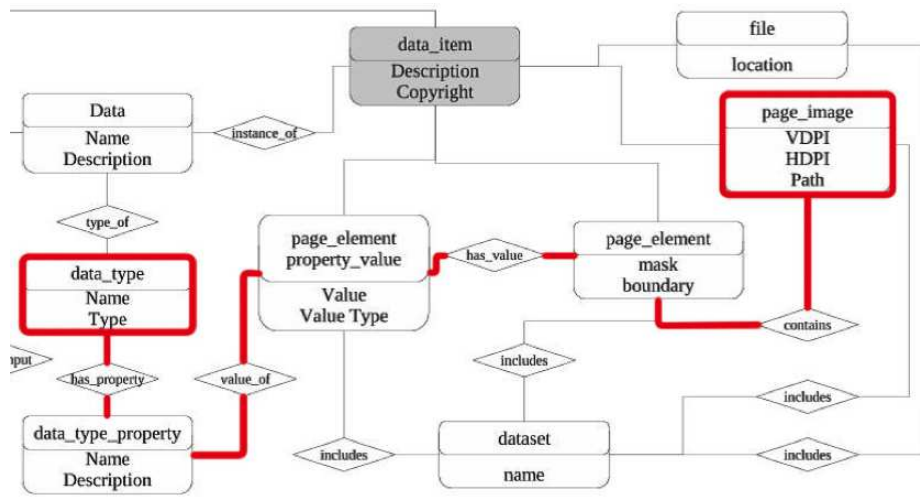 data_item
Description
Copyright
file
location
page_image
VDPI
HDPI
Path
Data
Name
Description
instance_of
type_of
page_element
property_value
Value
Value Type
has_value
page_element
mask
boundary
data_type
Name
Type
contains
includes
has_property
value_of
includes
data_type_property
Name
Description
includes
dataset
name
includes